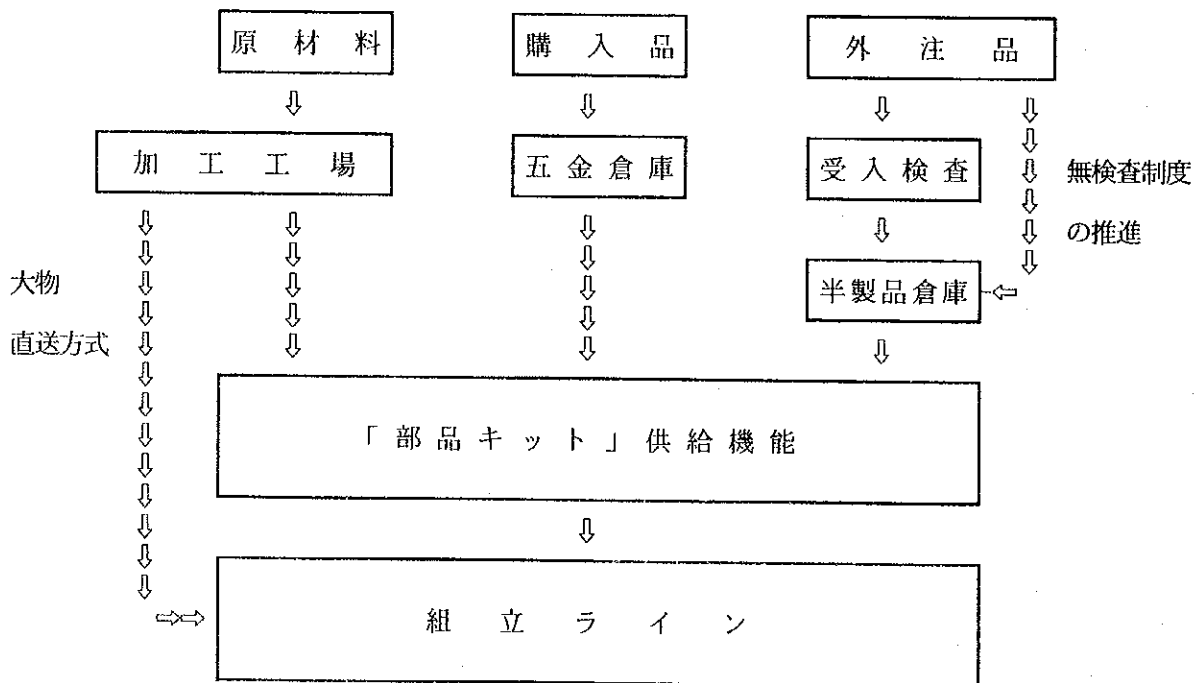 原材料
購入品
外注品
加工工場
五金倉庫
受入検査
無検査制度
の推進
半製品倉庫
大物
直送方式
「部品キット」供給機能
組立ライン